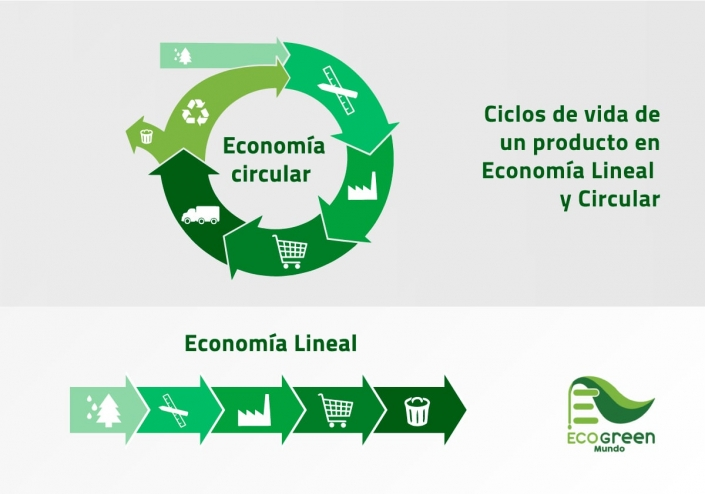 Economía
circular
Ciclos de vida de
un producto en
Economía Lineal
y Circular
Economía Lineal
ECOGReen
Mundo